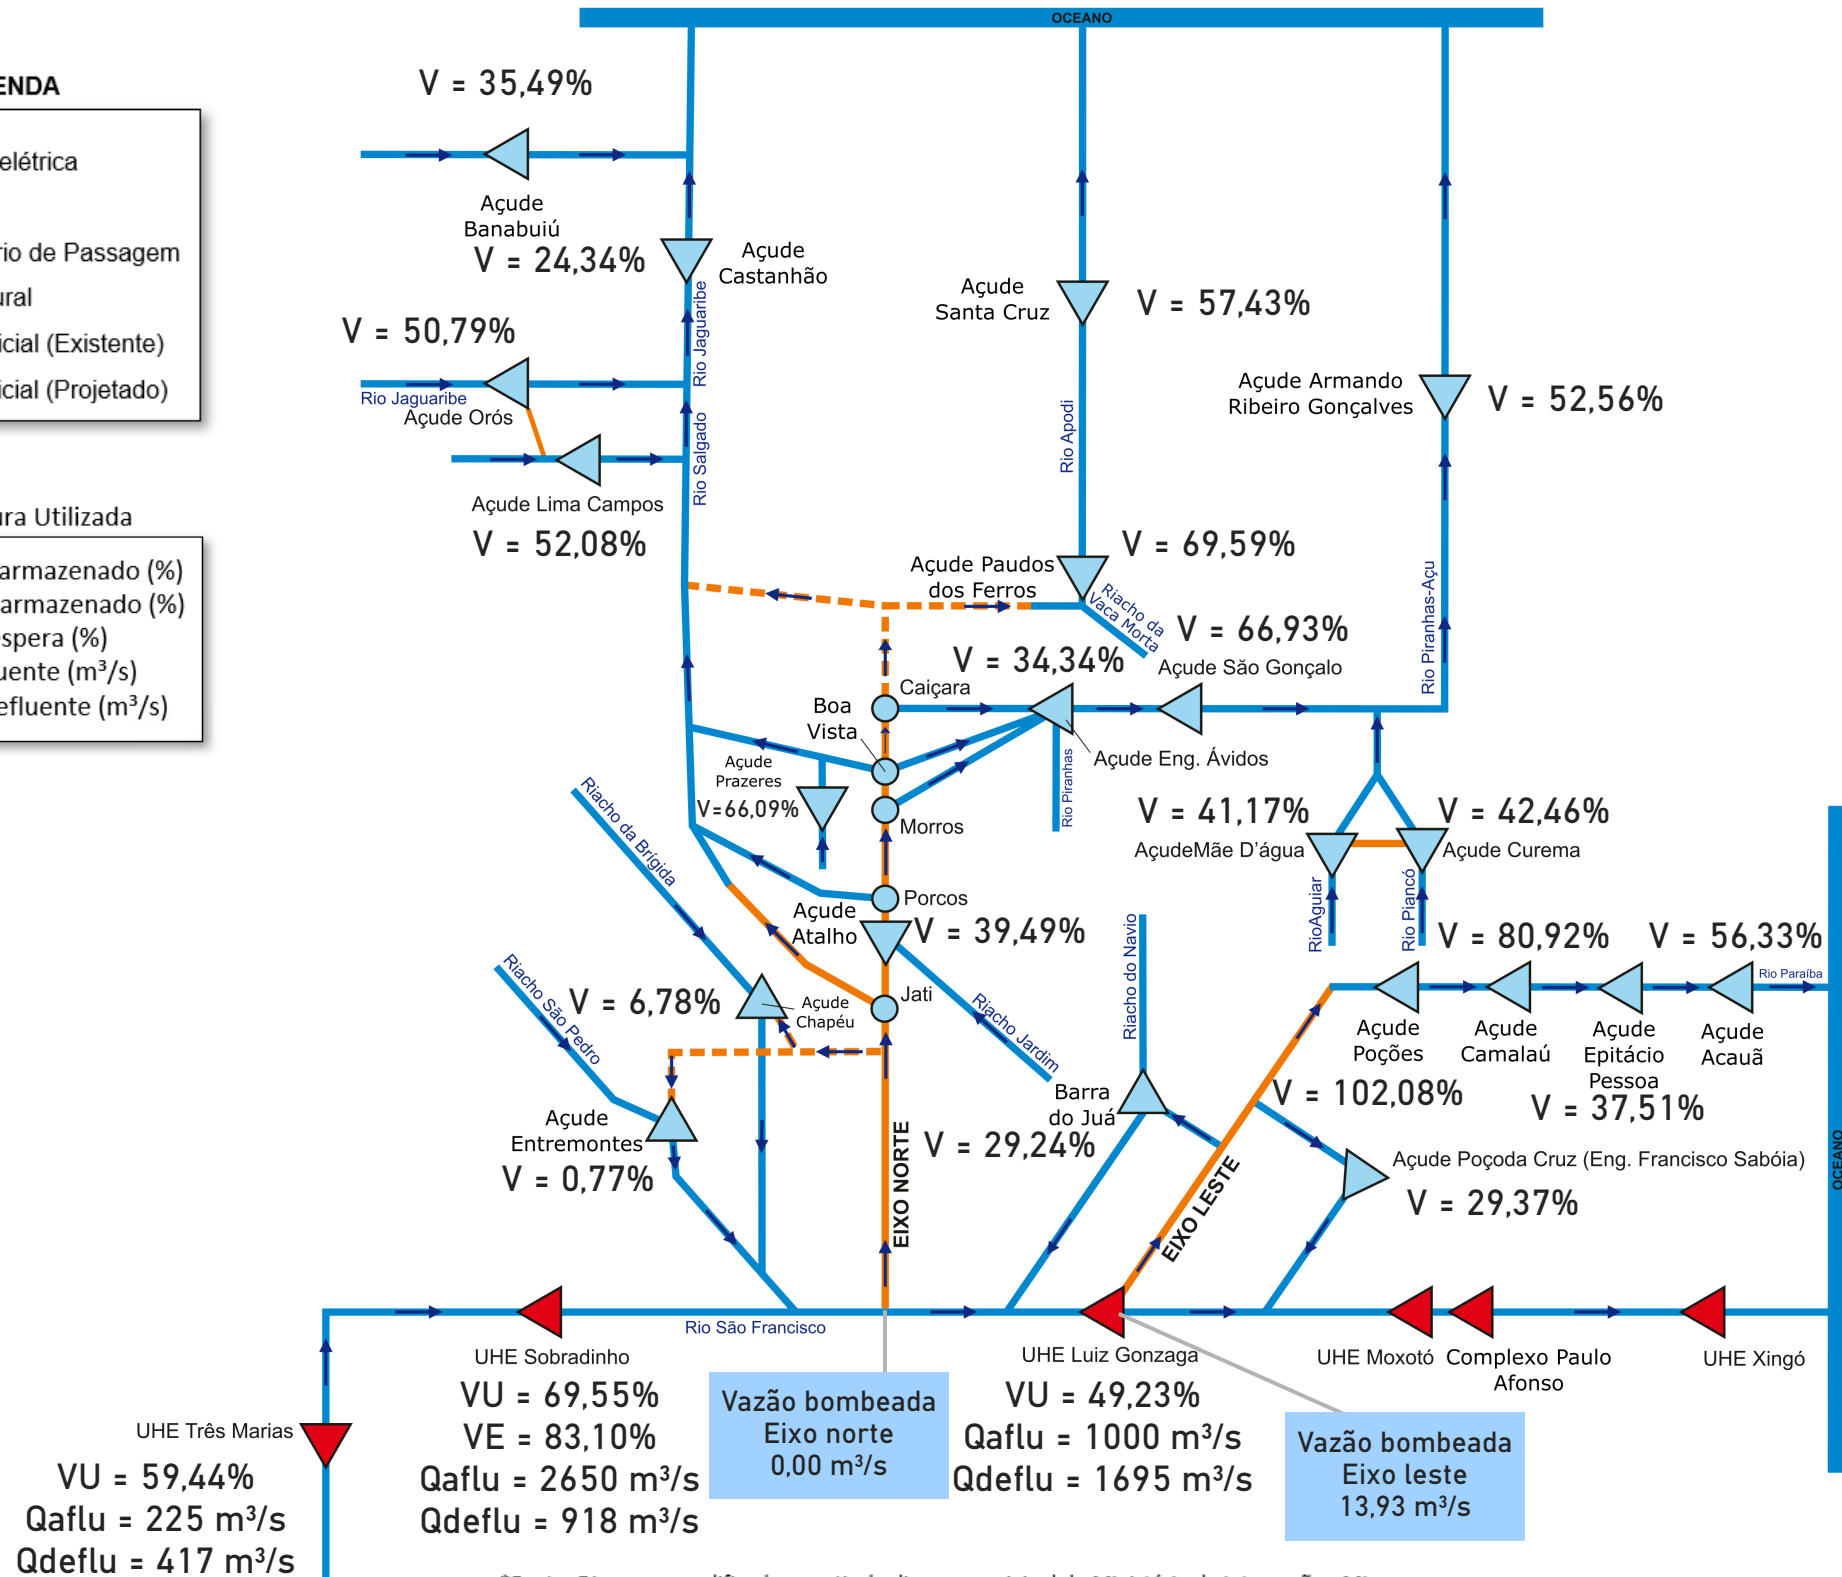 OCEANO
ENDA
elétrica
rio de Passagem
ural
icial (Existente)
icial (Projetado)
ura Utilizada
armazenado (%)
armazenado (%)
espera (%)
uente (m³/s)
efluente (m³/s)
V = 35,49%
Açude
Banabuiú
V = 24,34%
Açude
Castanhão
Rio Jaguaribe
V = 50,79%
Rio Jaguaribe
Açude Orós
Rio Salgado
Açude Lima Campos
V = 52,08%
Açude
Santa Cruz
V = 57,43%
Rio Apodi
Açude Armando
Ribeiro Gonçalves
V = 52,56%
Rio Piranhas-Açu
Açude Paudos
dos Ferros
V = 69,59%
Riacho da
Vaca Morta
V = 66,93%
Açude São Gonçalo
V = 34,34%
Caiçara
Boa
Vista
Açude Eng. Ávidos
Rio Piranhas
Açude
Prazeres
V=66,09%
Morros
Riacho da Brígida
Porcos
Açude
Atalho
V = 39,49%
Jati
Riacho Jardim
Riacho São Pedro
V = 6,78%
Açude
Chapéu
Açude
Entremontes
V = 0,77%
V = 41,17%
AçudeMãe D'água
V = 42,46%
Açude Curema
RioAguiar
Rio Piancó
V = 80,92%
V = 56,33%
Rio Paraíba
Açude
Poções
Açude
Camalaú
Açude
Epitácio
Pessoa
Açude
Acauã
V = 102,08%
V = 37,51%
Riacho do Navio
Barra
do Juá
V = 29,24%
EIXO NORTE
EIXO LESTE
Açude Poçoda Cruz (Eng. Francisco Sabóia)
V = 29,37%
OCEANO
Rio São Francisco
UHE Sobradinho
VU = 69,55%
VE = 83,10%
Qaflu = 2650 m³/s
Qdeflu = 918 m³/s
Vazão bombeada
Eixo norte
0,00 m³/s
UHE Luiz Gonzaga
VU = 49,23%
Qaflu = 1000 m³/s
Qdeflu = 1695 m³/s
Vazão bombeada
Eixo leste
13,93 m³/s
UHE Moxotó
Complexo Paulo
Afonso
UHE Xingó
UHE Três Marias
VU = 59,44%
Qaflu = 225 m³/s
Qdeflu = 417 m³/s